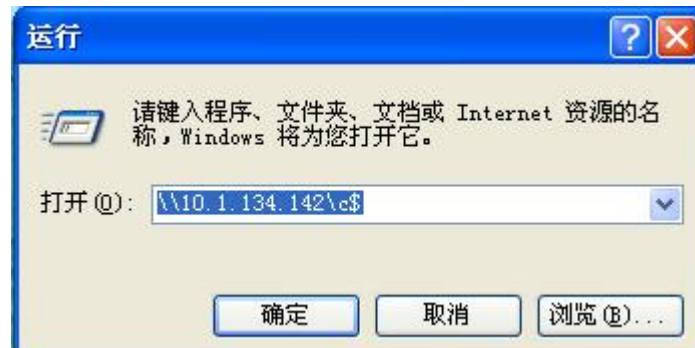 运行
请键入程序、文件夹、文档或 Internet 资源的名
称，Windows 将为您打开它。
打开(O): \\10.1.134.142\c$
确定 取消 浏览(B)...